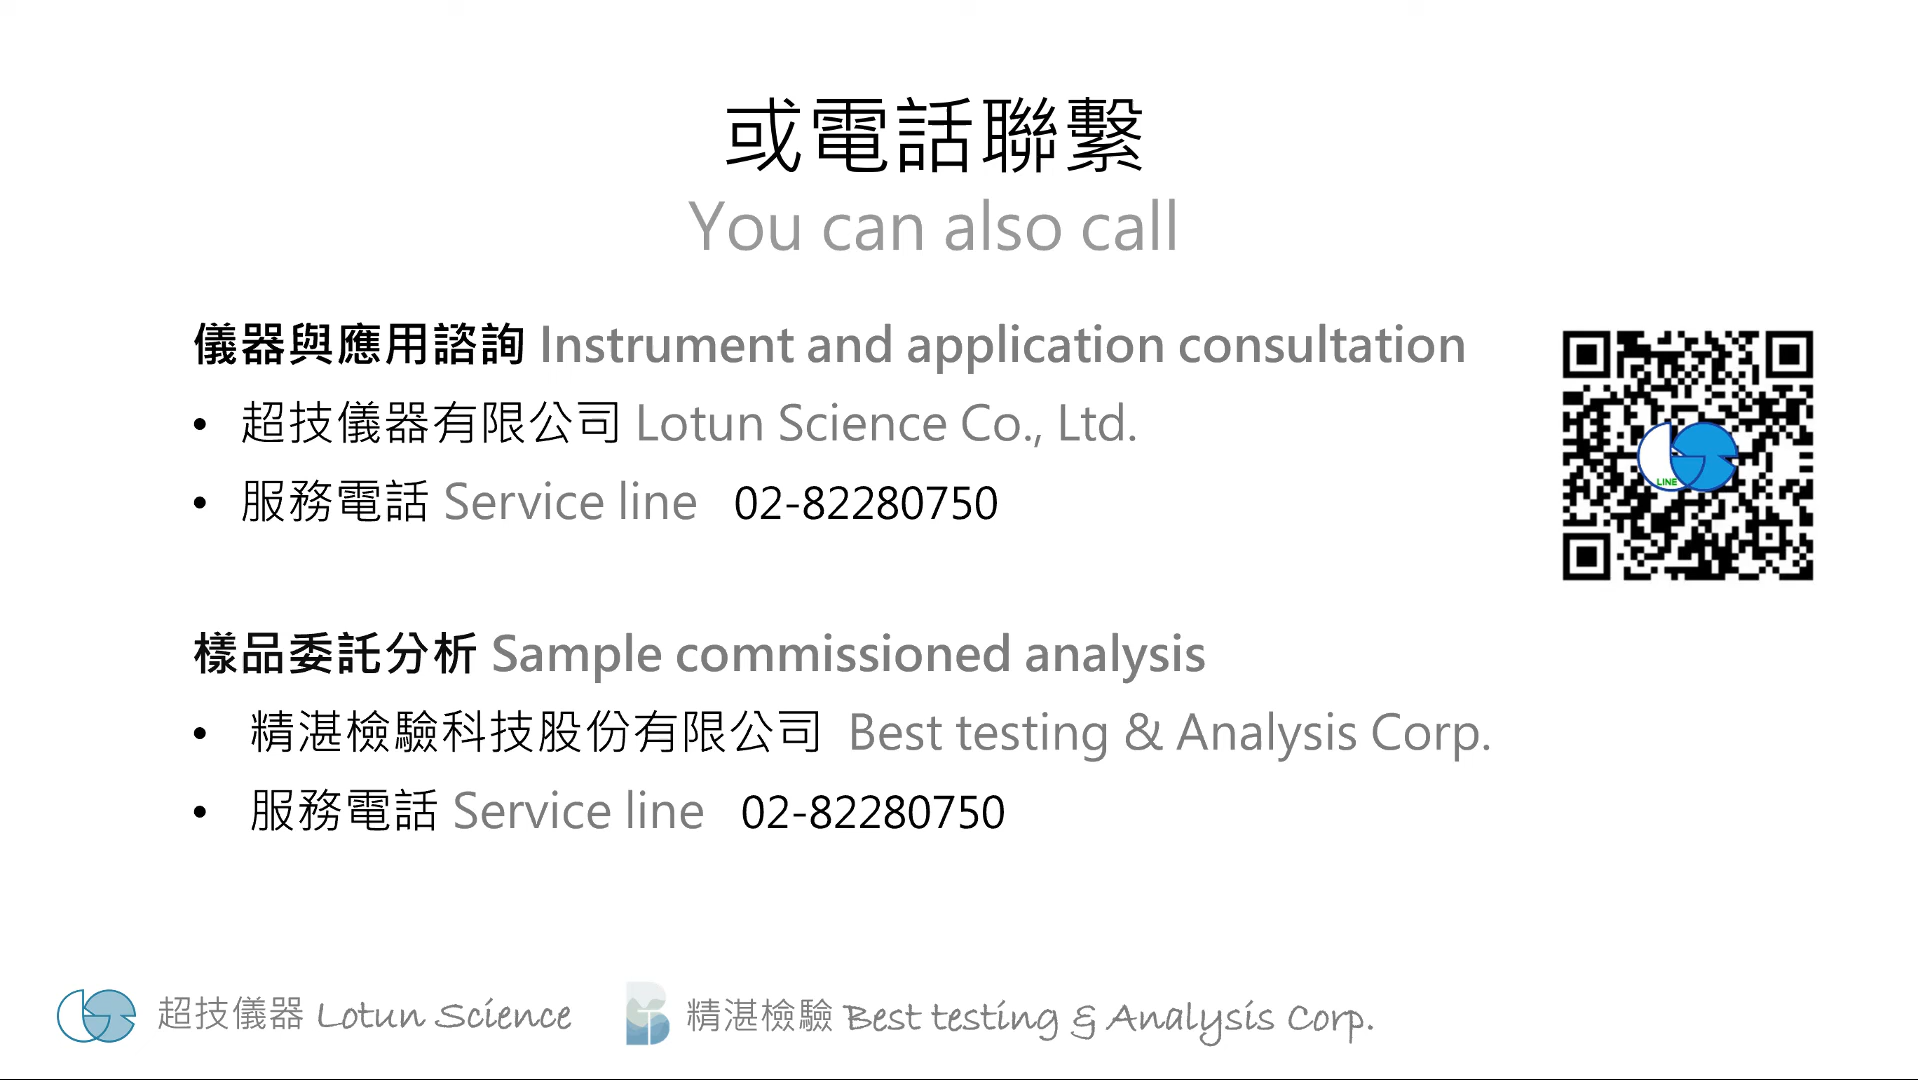 或電話聯繫
You can also call
儀器與應用諮詢 Instrument and application consultation
• 超技儀器有限公司 Lotun Science Co., Ltd.
• 服務電話 Service line 02-82280750
LINE
樣品委託分析 Sample commissioned analysis
• 精湛檢驗科技股份有限公司 Best testing & Analysis Corp.
• 服務電話 Service line 02-82280750
超技儀器 Lotun Science
精湛檢驗 Best testing & Analysis Corp.